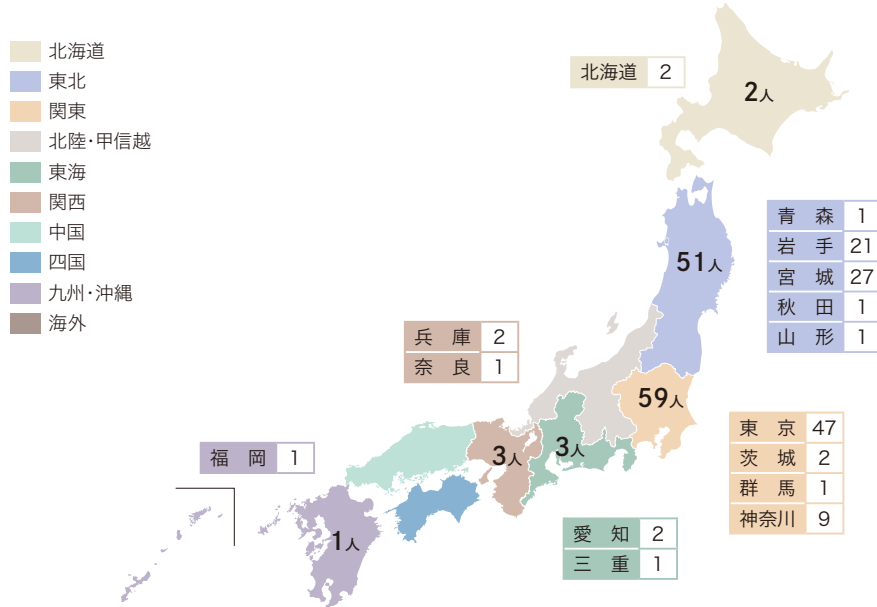 北海道
東北
関東
北陸・甲信越
東海
関西
中国
四国
九州・沖縄
海外
北海道 2
2人
青森 1
岩手 21
宮城 27
秋田 1
山形 1
51人
兵庫 2
奈良 1
59人
東京 47
茨城 2
群馬 1
神奈川 9
3人
3人
福岡 1
愛知 2
三重 1
1人